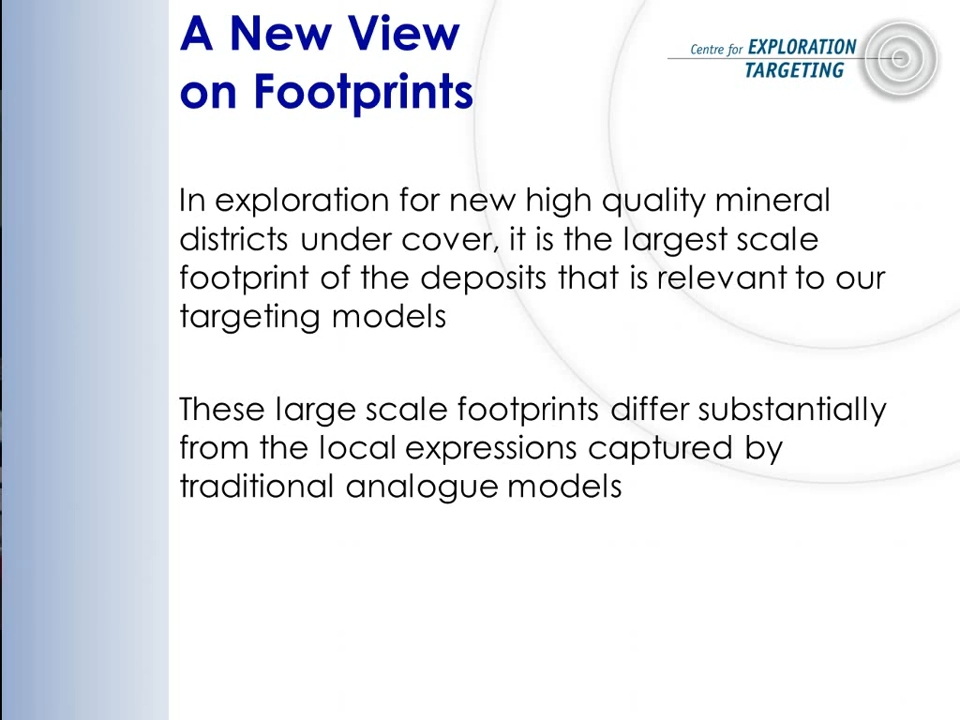 A New View
on Footprints
Centre for EXPLORATION
TARGETING
In exploration for new high quality mineral
districts under cover, it is the largest scale
footprint of the deposits that is relevant to our
targeting models
These large scale footprints differ substantially
from the local expressions captured by
traditional analogue models